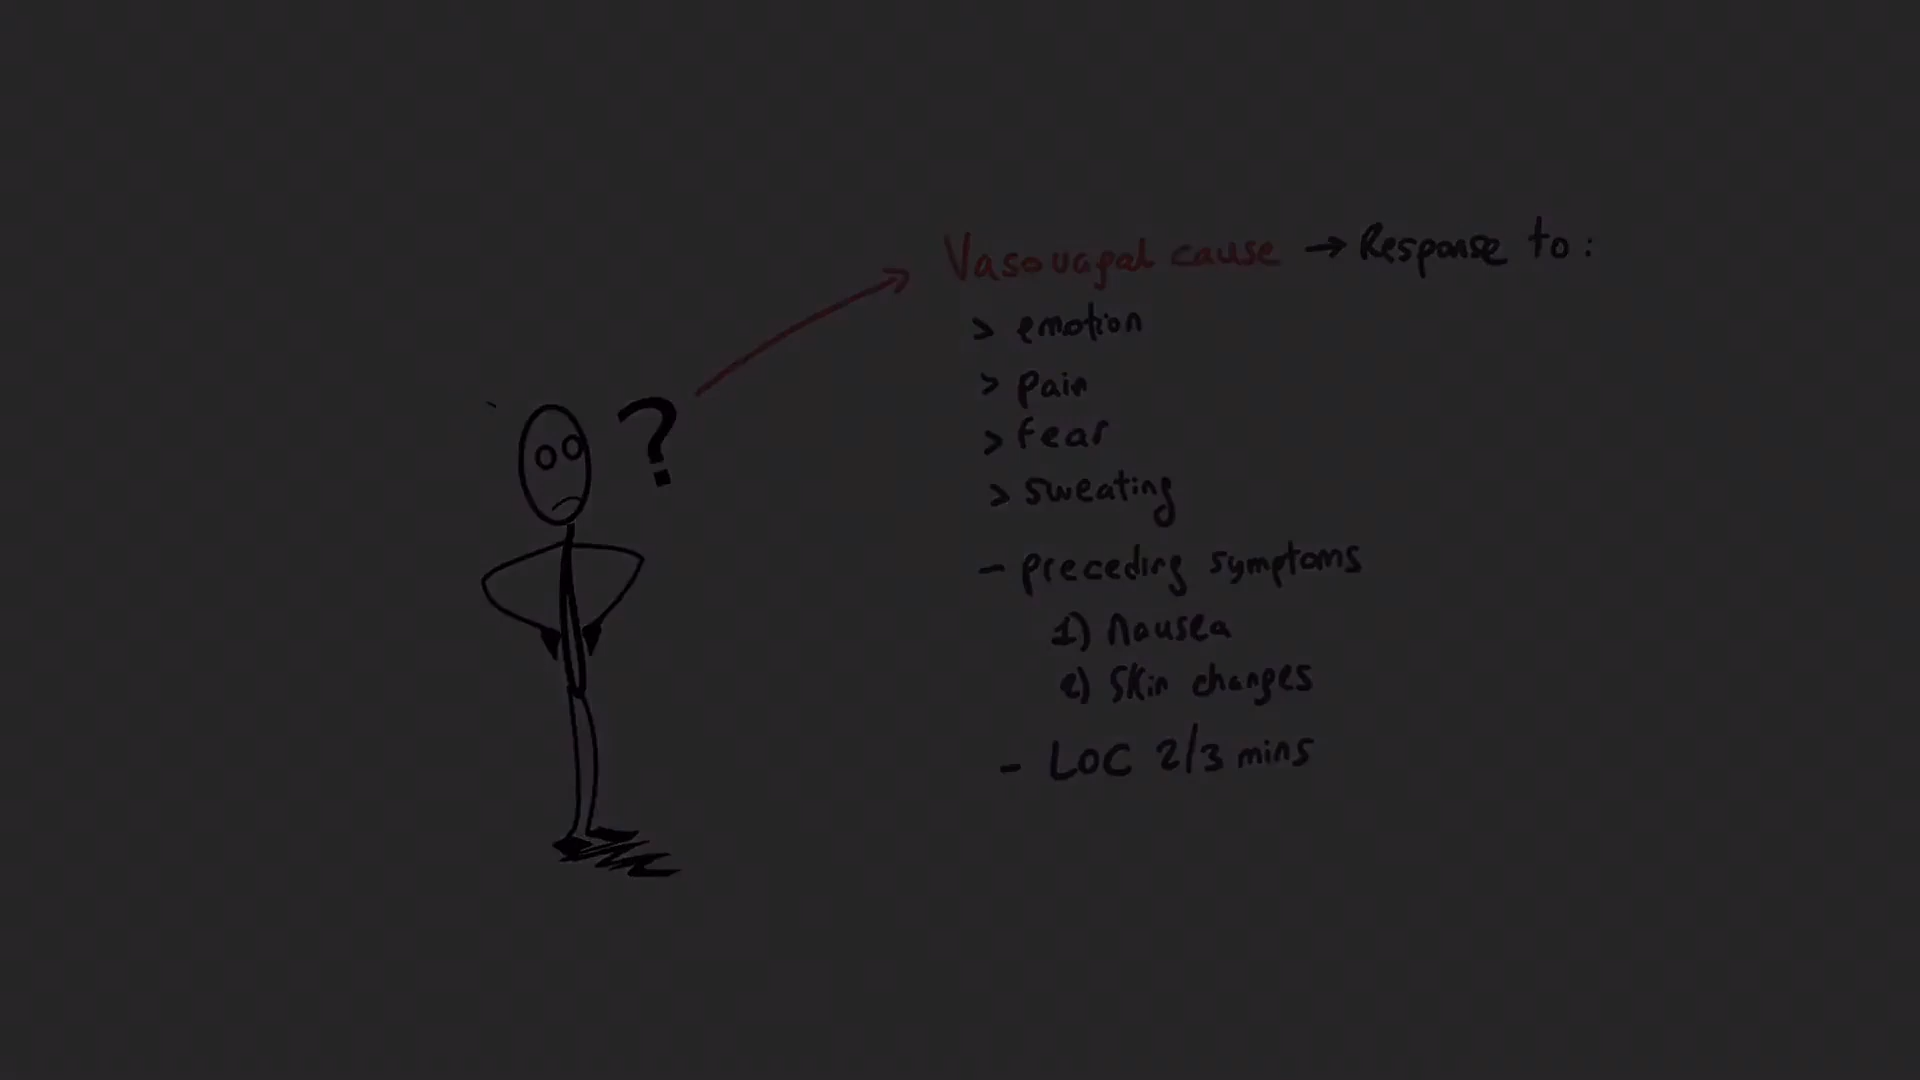 Vasovagal cause → Response to:
> emotion
> pain
> fear
> sweating
- preceding symptoms
1) Nausea
2) Skin changes
- LOC 2/3 mins
?